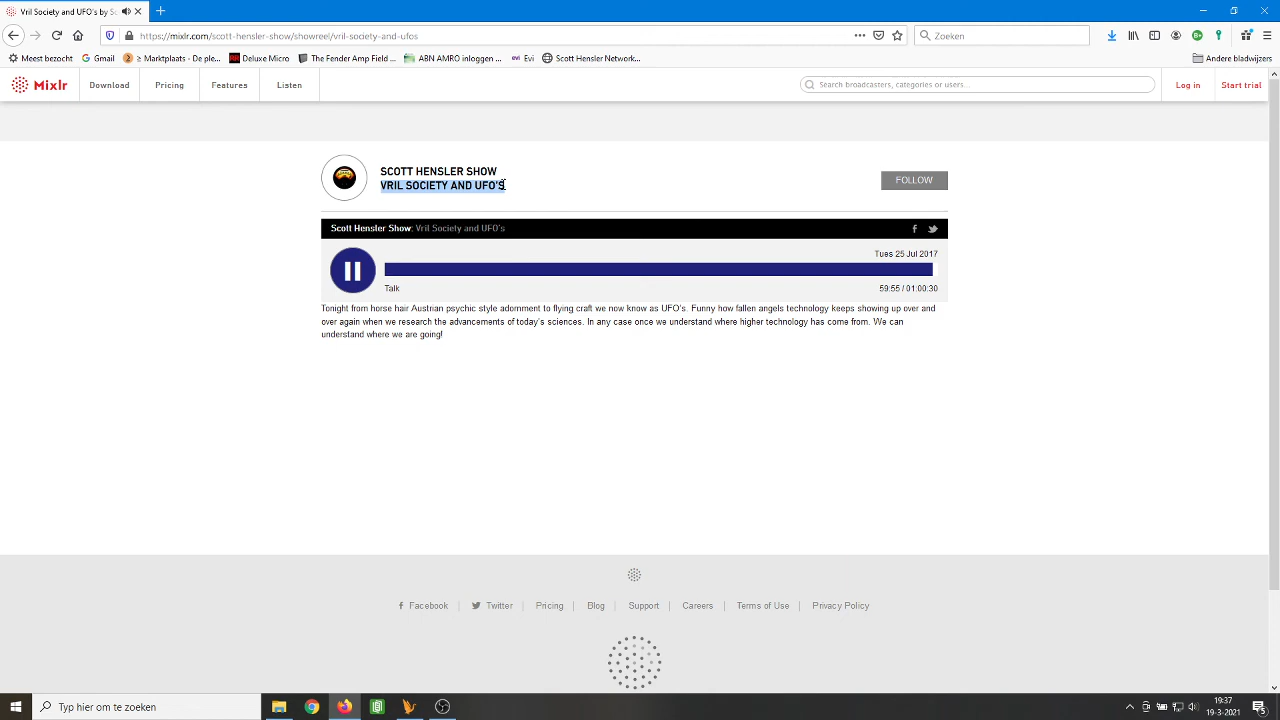 Vril Society and UFO's by S
https://mixlr.com/scott-hensler-show/showreel/vril-society-and-ufos
Zoeken
Meest bezocht
Gmail
≥ Marktplaats - De ple...
Deluxe Micro
The Fender Amp Field ...
ABN AMRO inloggen ...
evi Evi
Scott Hensler Network...
Andere bladwijzers
Mixlr
Download
Pricing
Features
Listen
Search broadcasters, categories or users...
Log in
Start trial
SCOTT HENSLER SHOW
VRIL SOCIETY AND UFO'S
FOLLOW
Scott Hensler Show: Vril Society and UFO's
Tues 25 Jul 2017
Talk
59:55 / 01:00:30
Tonight from horse hair Austrian psychic style adornment to flying craft we now know as UFO's. Funny how fallen angels technology keeps showing up over and
over again when we research the advancements of today's sciences. In any case once we understand where higher technology has come from. We can
understand where we are going!
Facebook
Twitter
Pricing
Blog
Support
Careers
Terms of Use
Privacy Policy
Typ hier om te zoeken
19:37
19-3-2021